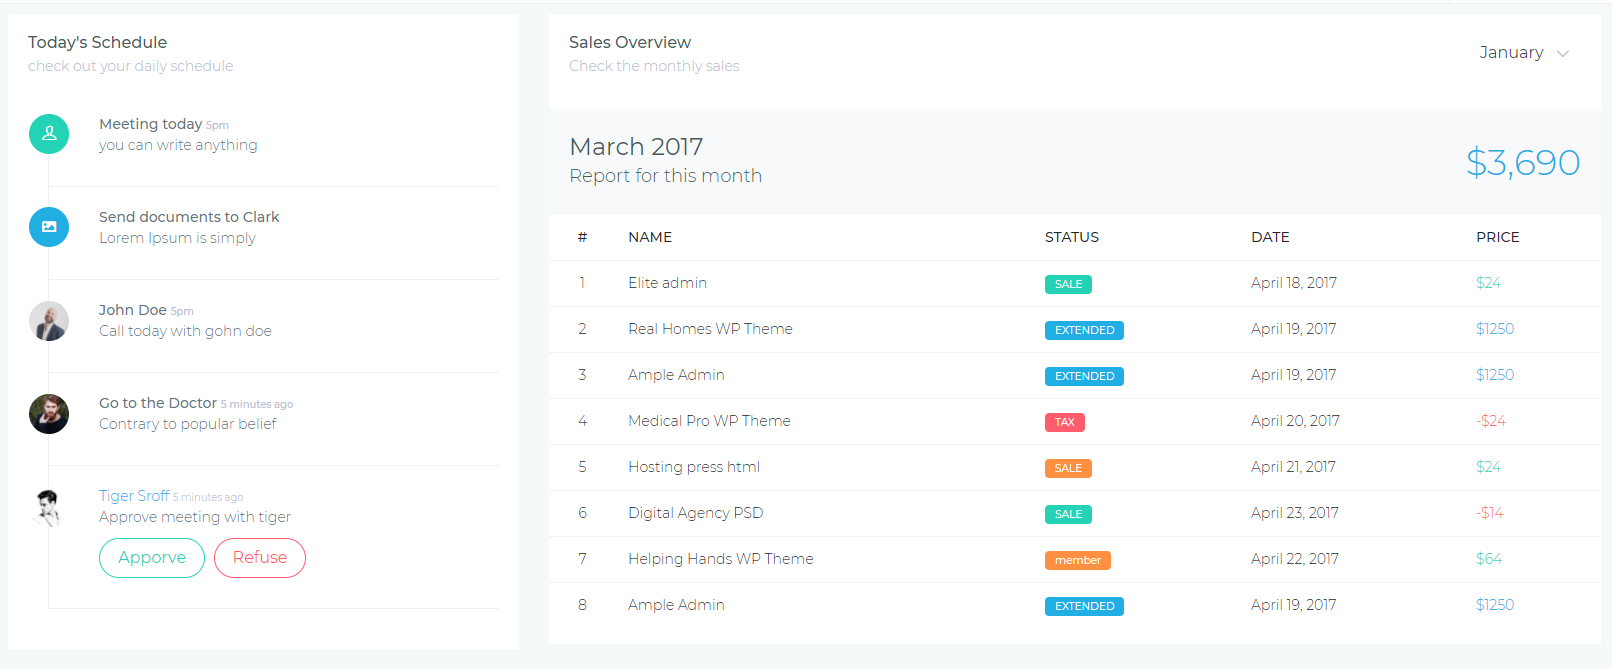 Today's Schedule
check out your daily schedule
Meeting today 5pm
you can write anything
Send documents to Clark
Lorem Ipsum is simply
John Doe 5pm
Call today with gohn doe
Go to the Doctor 5 minutes ago
Contrary to popular belief
Tiger Sroff 5 minutes ago
Approve meeting with tiger
Apporve Refuse
Sales Overview
Check the monthly sales
January
March 2017
Report for this month
$3,690
# NAME STATUS DATE PRICE
1 Elite admin SALE April 18, 2017 $24
2 Real Homes WP Theme EXTENDED April 19, 2017 $1250
3 Ample Admin EXTENDED April 19, 2017 $1250
4 Medical Pro WP Theme TAX April 20, 2017 -$24
5 Hosting press html SALE April 21, 2017 $24
6 Digital Agency PSD SALE April 23, 2017 -$14
7 Helping Hands WP Theme member April 22, 2017 $64
8 Ample Admin EXTENDED April 19, 2017 $1250